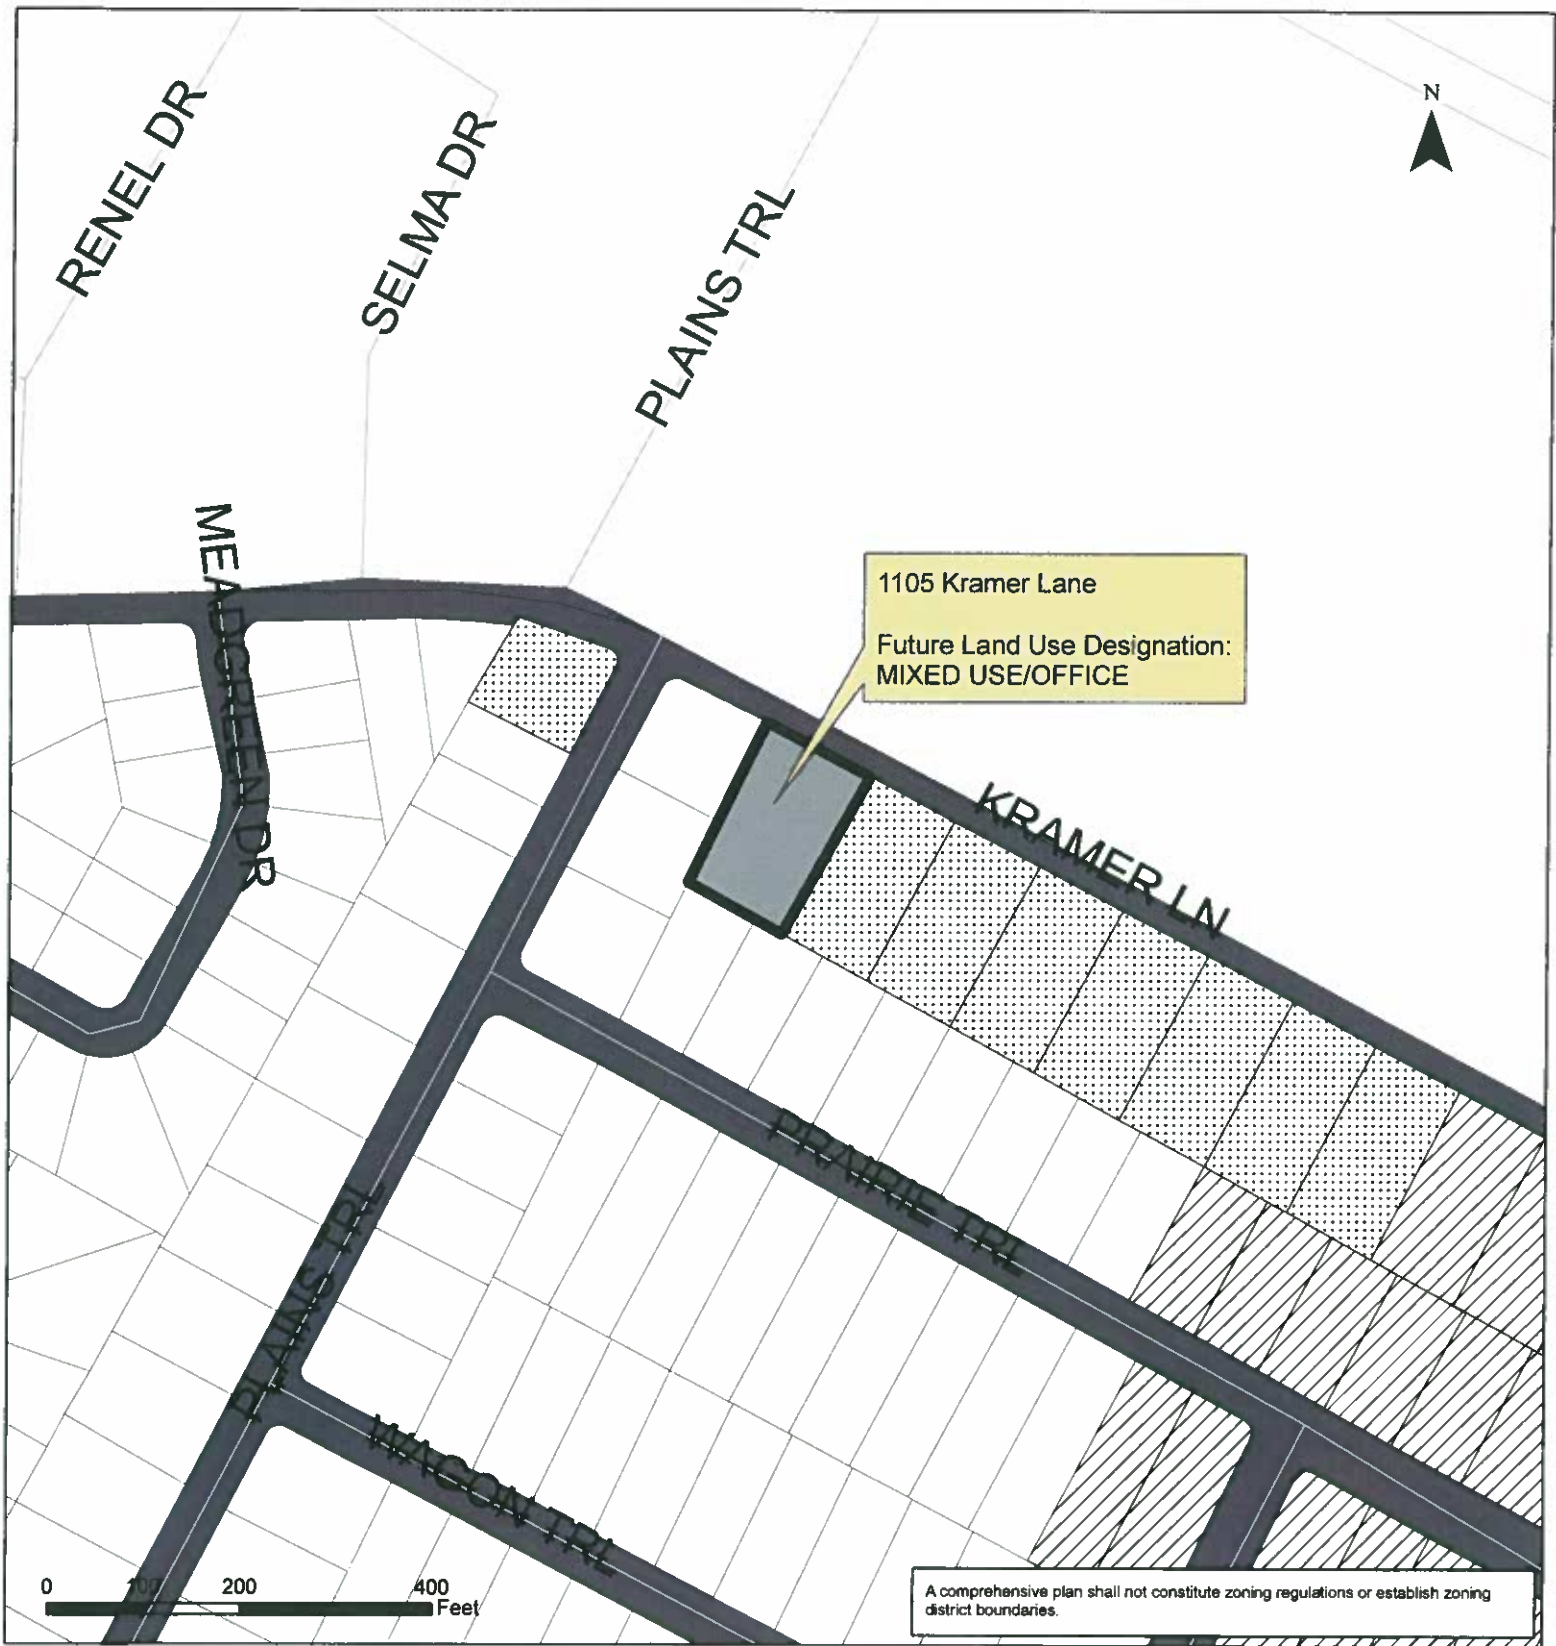 N
RENEL DR
SELMA DR
PLAINS TRL
MEADGREEN DR
1105 Kramer Lane
Future Land Use Designation:
MIXED USE/OFFICE
KRAMER LN
PRAIRIE TRL
PLAINS TRL
WAGON TRL
0 100 200 400
Feet
A comprehensive plan shall not constitute zoning regulations or establish zoning
district boundaries.